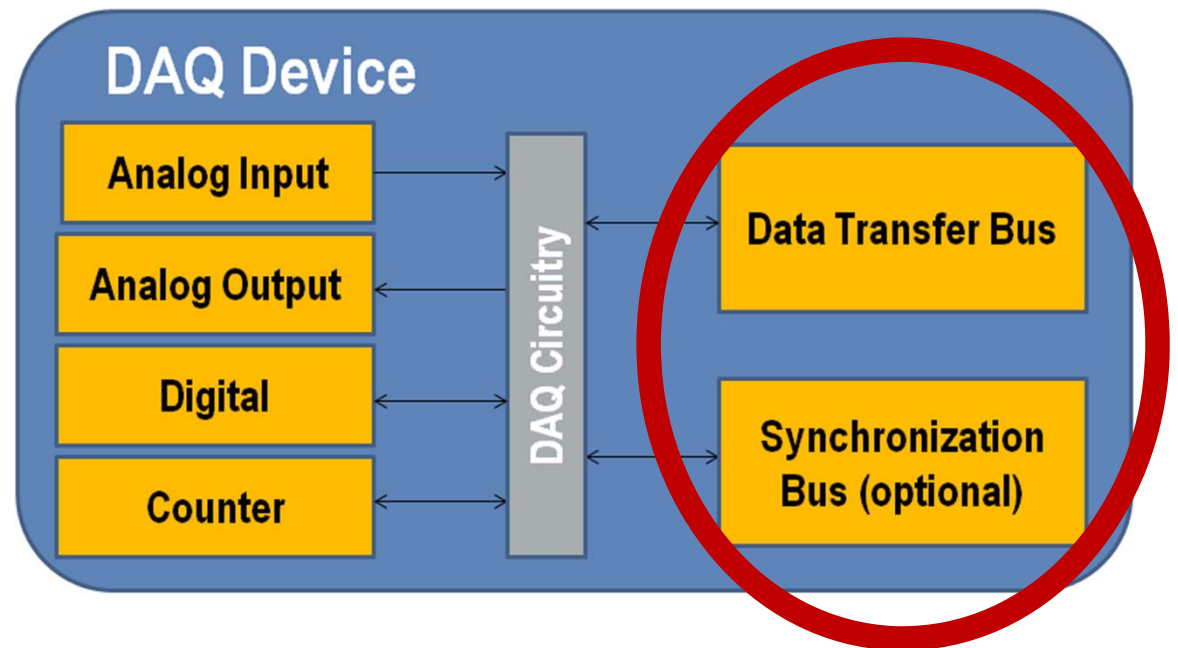 DAQ Device
Analog Input
Analog Output
Digital
Counter
DAQ Circuitry
Data Transfer Bus
Synchronization
Bus (optional)